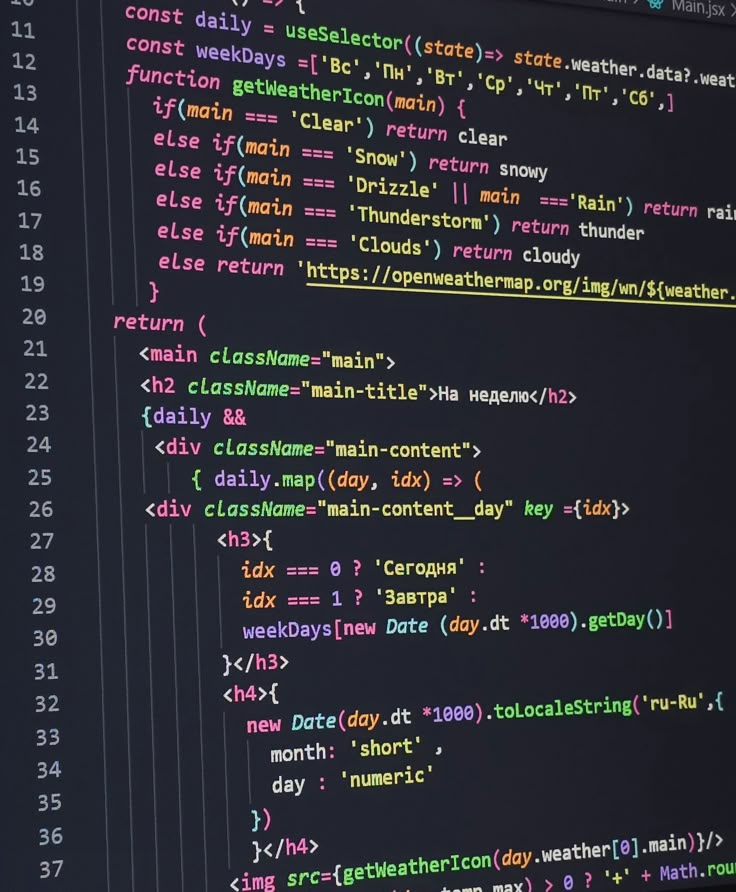 Main.jsx
10 () => {
11 const daily = useSelector((state)=> state.weather.data?.weat
12 const weekDays =['Вс','Пн','Вт','Ср','Чт','Пт','Сб',]
13 function getWeatherIcon(main) {
14 if(main === 'Clear') return clear
15 else if(main === 'Snow') return snowy
16 else if(main === 'Drizzle' || main ==='Rain') return rai
17 else if(main === 'Thunderstorm') return thunder
18 else if(main === 'Clouds') return cloudy
19 else return 'https://openweathermap.org/img/wn/${weather.
20 }
21 return (
22 <main className="main">
23 <h2 className="main-title">На неделю</h2>
24 {daily &&
25 <div className="main-content">
26 { daily.map((day, idx) => (
27 <div className="main-content__day" key ={idx}>
28 <h3>{
29 idx === 0 ? 'Сегодня' :
30 idx === 1 ? 'Завтра' :
31 weekDays[new Date (day.dt *1000).getDay()]
32 }</h3>
33 <h4>{
34 new Date(day.dt *1000).toLocaleString('ru-Ru',{
35 month: 'short' ,
36 day : 'numeric'
37 })
}</h4>
<img src={getWeatherIcon(day.weather[0].main)}/>
max) > 0 ? '+' + Math.rou